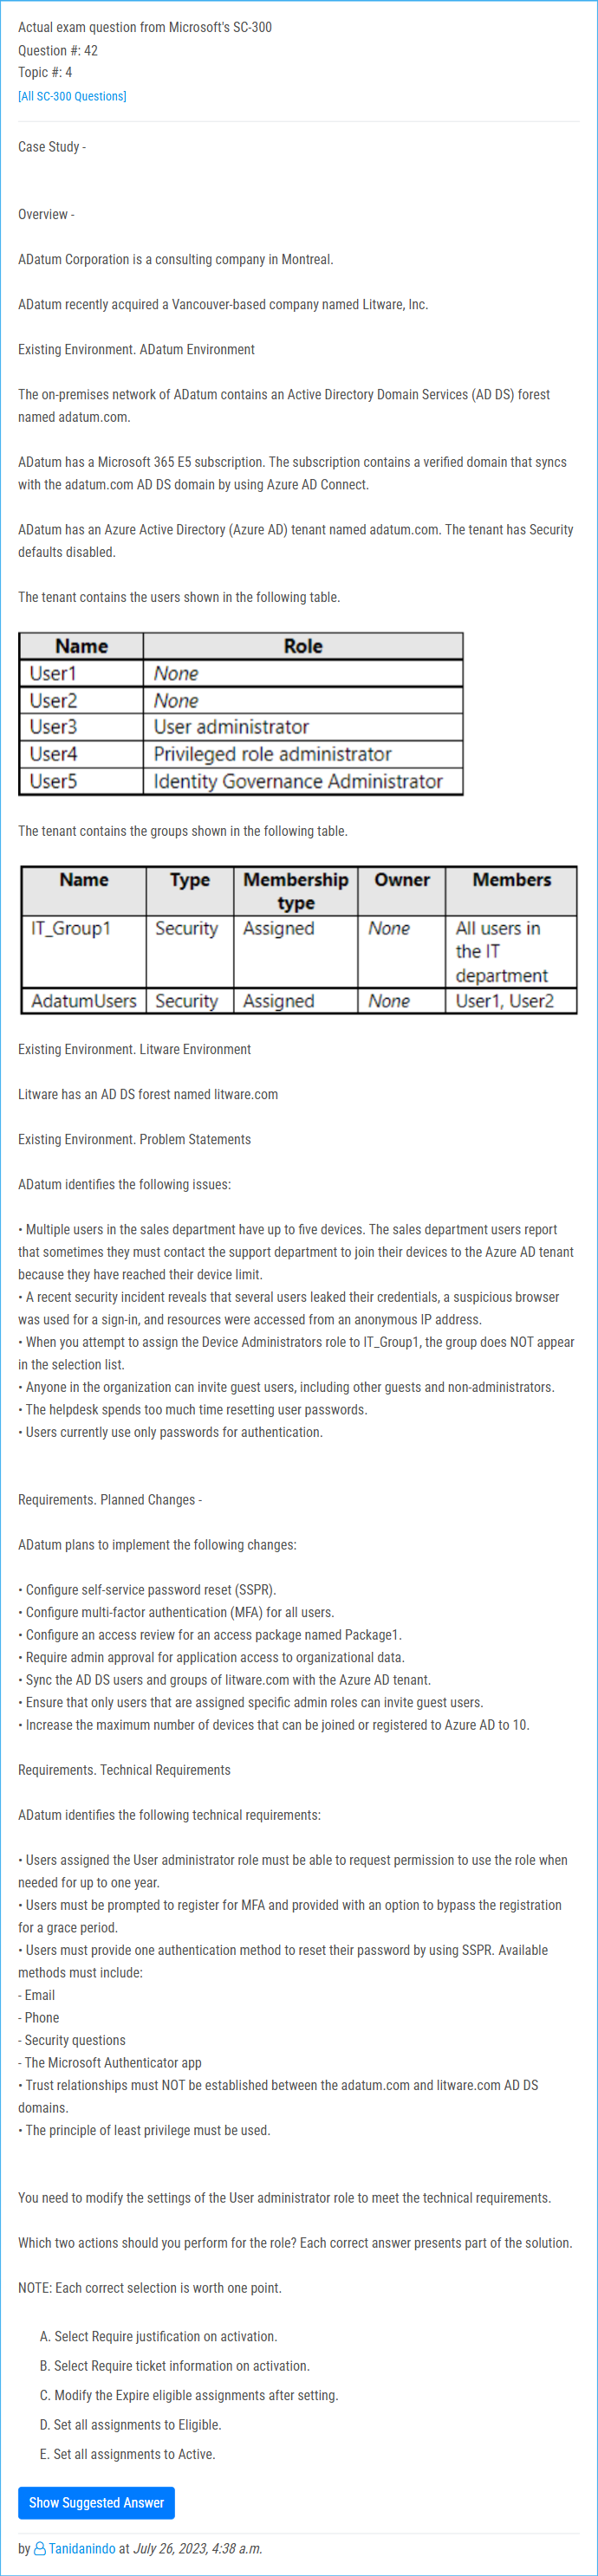 Actual exam question from Microsoft's SC-300
Question #: 42
Topic #: 4
[All SC-300 Questions]
Case Study -
Overview -
ADatum Corporation is a consulting company in Montreal.
ADatum recently acquired a Vancouver-based company named Litware, Inc.
Existing Environment. ADatum Environment
The on-premises network of ADatum contains an Active Directory Domain Services (AD DS) forest
named adatum.com.
ADatum has a Microsoft 365 E5 subscription. The subscription contains a verified domain that syncs
with the adatum.com AD DS domain by using Azure AD Connect.
ADatum has an Azure Active Directory (Azure AD) tenant named adatum.com. The tenant has Security
defaults disabled.
The tenant contains the users shown in the following table.
Name Role
User1 None
User2 None
User3 User administrator
User4 Privileged role administrator
User5 Identity Governance Administrator
The tenant contains the groups shown in the following table.
Name Type Membership Owner Members
type
IT_Group1 Security Assigned None All users in
the IT
department
AdatumUsers Security Assigned None User1, User2
Existing Environment. Litware Environment
Litware has an AD DS forest named litware.com
Existing Environment. Problem Statements
ADatum identifies the following issues:
• Multiple users in the sales department have up to five devices. The sales department users report
that sometimes they must contact the support department to join their devices to the Azure AD tenant
because they have reached their device limit.
• A recent security incident reveals that several users leaked their credentials, a suspicious browser
was used for a sign-in, and resources were accessed from an anonymous IP address.
• When you attempt to assign the Device Administrators role to IT_Group1, the group does NOT appear
in the selection list.
• Anyone in the organization can invite guest users, including other guests and non-administrators.
• The helpdesk spends too much time resetting user passwords.
• Users currently use only passwords for authentication.
Requirements. Planned Changes -
ADatum plans to implement the following changes:
• Configure self-service password reset (SSPR).
• Configure multi-factor authentication (MFA) for all users.
• Configure an access review for an access package named Package1.
• Require admin approval for application access to organizational data.
• Sync the AD DS users and groups of litware.com with the Azure AD tenant.
• Ensure that only users that are assigned specific admin roles can invite guest users.
• Increase the maximum number of devices that can be joined or registered to Azure AD to 10.
Requirements. Technical Requirements
ADatum identifies the following technical requirements:
• Users assigned the User administrator role must be able to request permission to use the role when
needed for up to one year.
• Users must be prompted to register for MFA and provided with an option to bypass the registration
for a grace period.
• Users must provide one authentication method to reset their password by using SSPR. Available
methods must include:
- Email
- Phone
- Security questions
- The Microsoft Authenticator app
• Trust relationships must NOT be established between the adatum.com and litware.com AD DS
domains.
• The principle of least privilege must be used.
You need to modify the settings of the User administrator role to meet the technical requirements.
Which two actions should you perform for the role? Each correct answer presents part of the solution.
NOTE: Each correct selection is worth one point.
A. Select Require justification on activation.
B. Select Require ticket information on activation.
C. Modify the Expire eligible assignments after setting.
D. Set all assignments to Eligible.
E. Set all assignments to Active.
Show Suggested Answer
by Tanidanindo at July 26, 2023, 4:38 a.m.